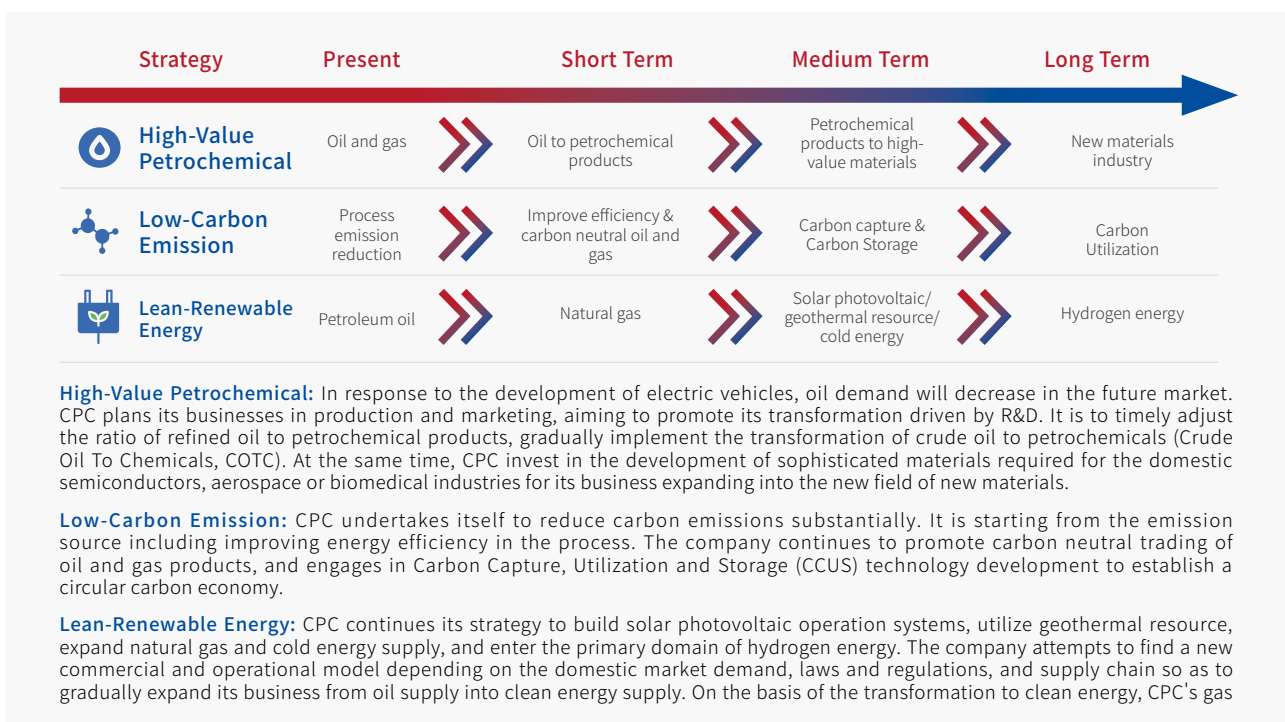 Strategy Present Short Term Medium Term Long Term
High-Value
Petrochemical
Oil and gas
Oil to petrochemical
products
Petrochemical
products to high-
value materials
New materials
industry
Low-Carbon
Emission
Process
emission
reduction
Improve efficiency &
carbon neutral oil and
gas
Carbon capture &
Carbon Storage
Carbon
Utilization
Lean-Renewable
Energy
Petroleum oil
Natural gas
Solar photovoltaic/
geothermal resource/
cold energy
Hydrogen energy
High-Value Petrochemical: In response to the development of electric vehicles, oil demand will decrease in the future market.
CPC plans its businesses in production and marketing, aiming to promote its transformation driven by R&D. It is to timely adjust
the ratio of refined oil to petrochemical products, gradually implement the transformation of crude oil to petrochemicals (Crude
Oil To Chemicals, COTC). At the same time, CPC invest in the development of sophisticated materials required for the domestic
semiconductors, aerospace or biomedical industries for its business expanding into the new field of new materials.
Low-Carbon Emission: CPC undertakes itself to reduce carbon emissions substantially. It is starting from the emission
source including improving energy efficiency in the process. The company continues to promote carbon neutral trading of
oil and gas products, and engages in Carbon Capture, Utilization and Storage (CCUS) technology development to establish a
circular carbon economy.
Lean-Renewable Energy: CPC continues its strategy to build solar photovoltaic operation systems, utilize geothermal resource,
expand natural gas and cold energy supply, and enter the primary domain of hydrogen energy. The company attempts to find a new
commercial and operational model depending on the domestic market demand, laws and regulations, and supply chain so as to
gradually expand its business from oil supply into clean energy supply. On the basis of the transformation to clean energy, CPC's gas